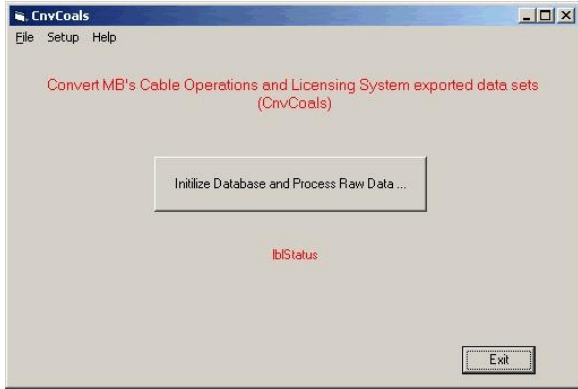 CnvCoals
File Setup Help
Convert MB's Cable Operations and Licensing System exported data sets
(CnvCoals)
Initilize Database and Process Raw Data ...
lblStatus
Exit